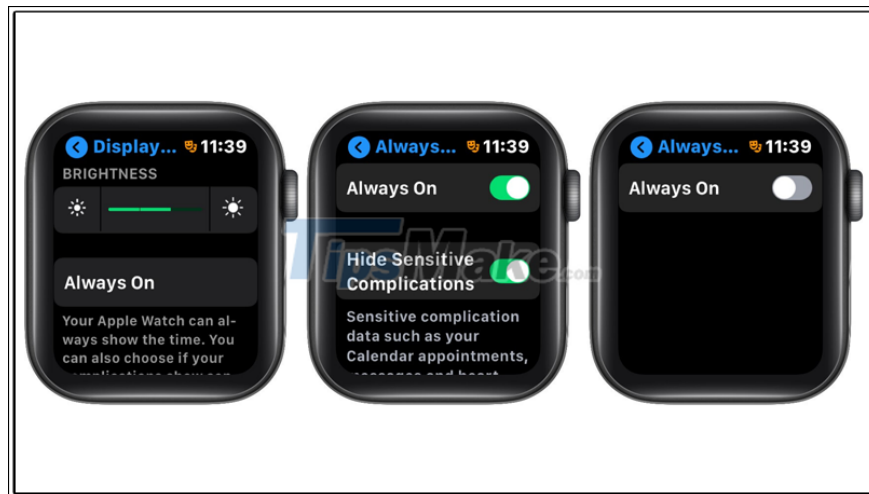 Display... 11:39
BRIGHTNESS
Always On
Your Apple Watch can al-
ways show the time. You
can also choose if your
Always... 11:39
Always On
Hide Sensitive
Complications
Sensitive complication
data such as your
Calendar appointments,
Always... 11:39
Always On
TipsMake.com